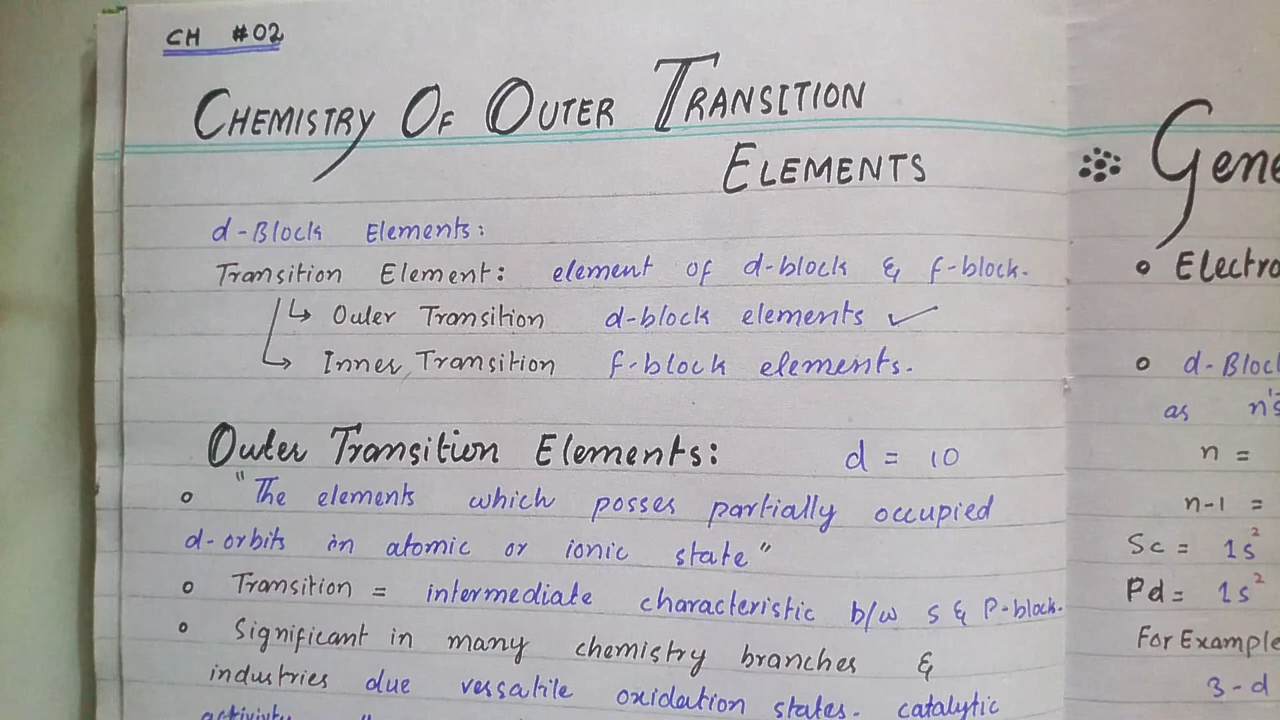 CH #02
CHEMISTRY OF OUTER TRANSITION
ELEMENTS
d-Block Elements:
Transition Element: element of d-block & f-block.
↳ Outer Transition d-block elements ✓
↳ Inner Transition f-block elements.
Outer Transition Elements: d = 10
"The elements which posses partially occupied
d-orbits in atomic or ionic state"
Transition = intermediate characteristic b/w s & P-block.
Significant in many chemistry branches &
industries due versatile oxidation states. catalytic
activity
Gene
Electro
d-Block
as
n =
n-1 =
Sc = 1s²
Pd = 1s²
For Example
3-d